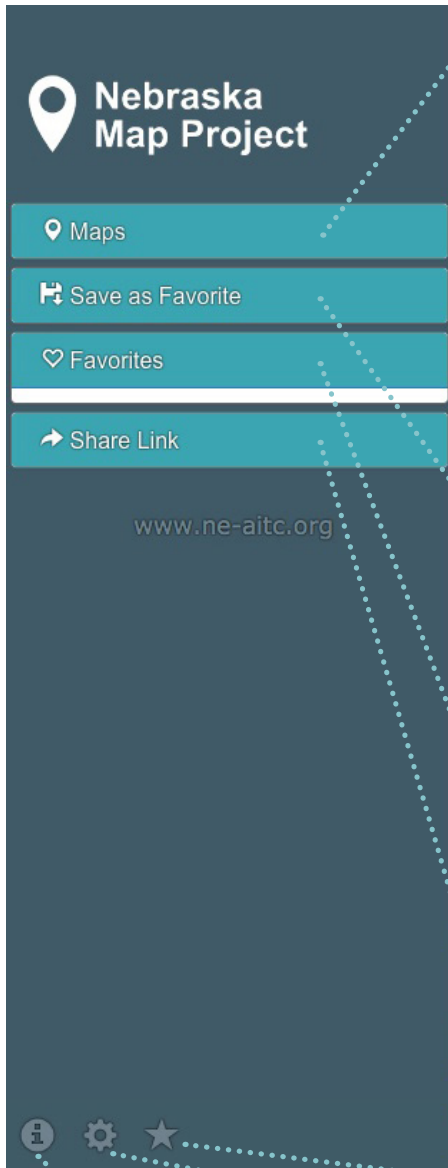 Nebraska
Map Project
Maps
Save as Favorite
Favorites
Share Link
www.ne-aitc.org